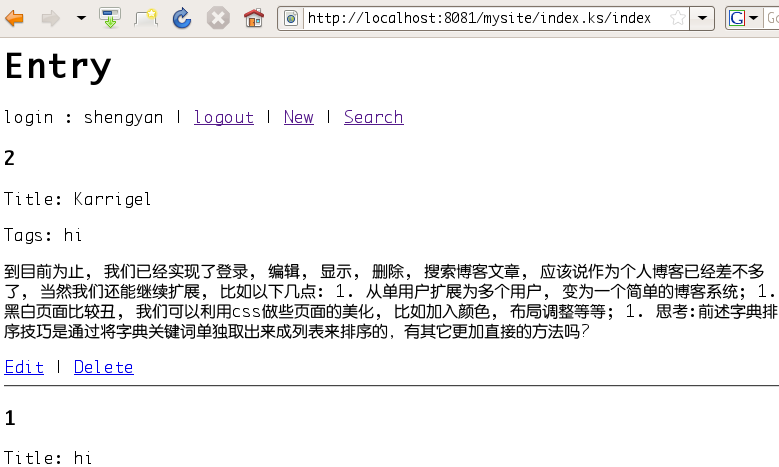 http://localhost:8081/mysite/index.ks/index
G
Entry
login : shengyan | logout | New | Search
2
Title: Karrigel
Tags: hi
到目前为止, 我们已经实现了登录, 编辑, 显示, 删除, 搜索博客文章, 应该说作为个人博客已经差不多
了, 当然我们还能继续扩展, 比如以下几点: 1. 从单用户扩展为多个用户, 变为一个简单的博客系统; 1.
黑白页面比较丑, 我们可以利用css做些页面的美化, 比如加入颜色, 布局调整等等; 1. 思考:前述字典排
序技巧是通过将字典关键词单独取出来成列表来排序的, 有其它更加直接的方法吗?
Edit | Delete
1
Title: hi